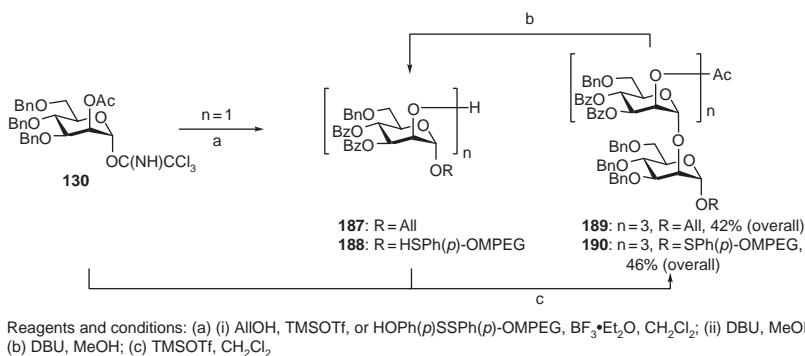 b
BnO
OAc
BnO
O
BnO
OC(NH)CCl3
130
n=1
a
O
H
BnO
O
BzO
BzO
n
OR
187: R=All
188: R=HSPh(p)-OMPEG
O
Ac
BnO
O
BzO
BzO
n
O
BnO
O
BnO
BnO
OR
189: n=3, R=All, 42% (overall)
190: n=3, R=SPh(p)-OMPEG,
46% (overall)
c
Reagents and conditions: (a) (i) AllOH, TMSOTf, or HOPh(p)SSPh(p)-OMPEG, BF3•Et2O, CH2Cl2; (ii) DBU, MeO
(b) DBU, MeOH; (c) TMSOTf, CH2Cl2